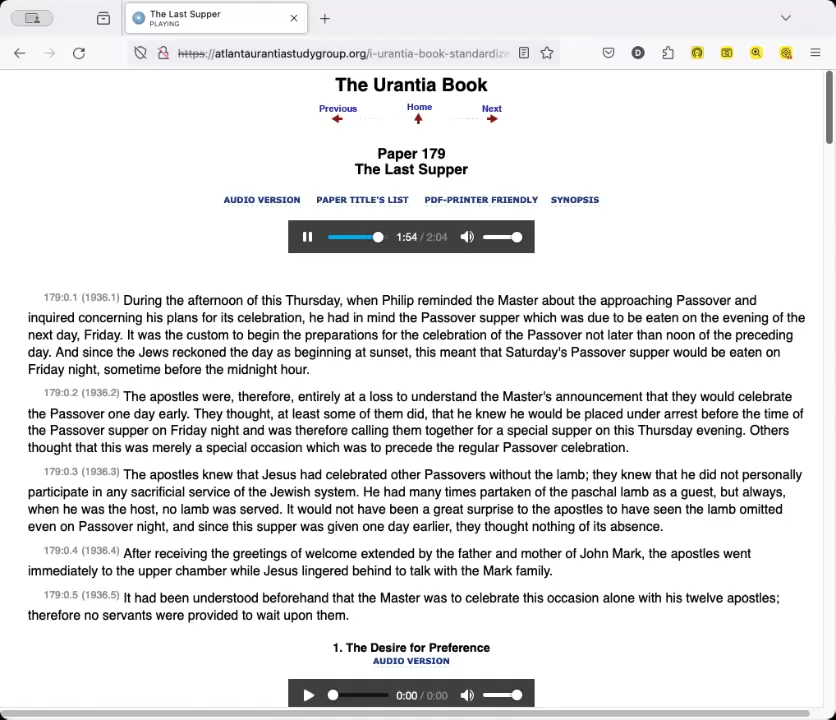 The Last Supper
PLAYING
https://atlantaurantiastudygroup.org/i-urantia-book-standardize
The Urantia Book
Previous
Home
Next
Paper 179
The Last Supper
AUDIO VERSION
PAPER TITLE'S LIST
PDF-PRINTER FRIENDLY
SYNOPSIS
1:54 / 2:04
179:0.1 (1936.1) During the afternoon of this Thursday, when Philip reminded the Master about the approaching Passover and
inquired concerning his plans for its celebration, he had in mind the Passover supper which was due to be eaten on the evening of the
next day, Friday. It was the custom to begin the preparations for the celebration of the Passover not later than noon of the preceding
day. And since the Jews reckoned the day as beginning at sunset, this meant that Saturday's Passover supper would be eaten on
Friday night, sometime before the midnight hour.
179:0.2 (1936.2) The apostles were, therefore, entirely at a loss to understand the Master's announcement that they would celebrate
the Passover one day early. They thought, at least some of them did, that he knew he would be placed under arrest before the time of
the Passover supper on Friday night and was therefore calling them together for a special supper on this Thursday evening. Others
thought that this was merely a special occasion which was to precede the regular Passover celebration.
179:0.3 (1936.3) The apostles knew that Jesus had celebrated other Passovers without the lamb; they knew that he did not personally
participate in any sacrificial service of the Jewish system. He had many times partaken of the paschal lamb as a guest, but always,
when he was the host, no lamb was served. It would not have been a great surprise to the apostles to have seen the lamb omitted
even on Passover night, and since this supper was given one day earlier, they thought nothing of its absence.
179:0.4 (1936.4) After receiving the greetings of welcome extended by the father and mother of John Mark, the apostles went
immediately to the upper chamber while Jesus lingered behind to talk with the Mark family.
179:0.5 (1936.5) It had been understood beforehand that the Master was to celebrate this occasion alone with his twelve apostles;
therefore no servants were provided to wait upon them.
1. The Desire for Preference
AUDIO VERSION
0:00 / 0:00